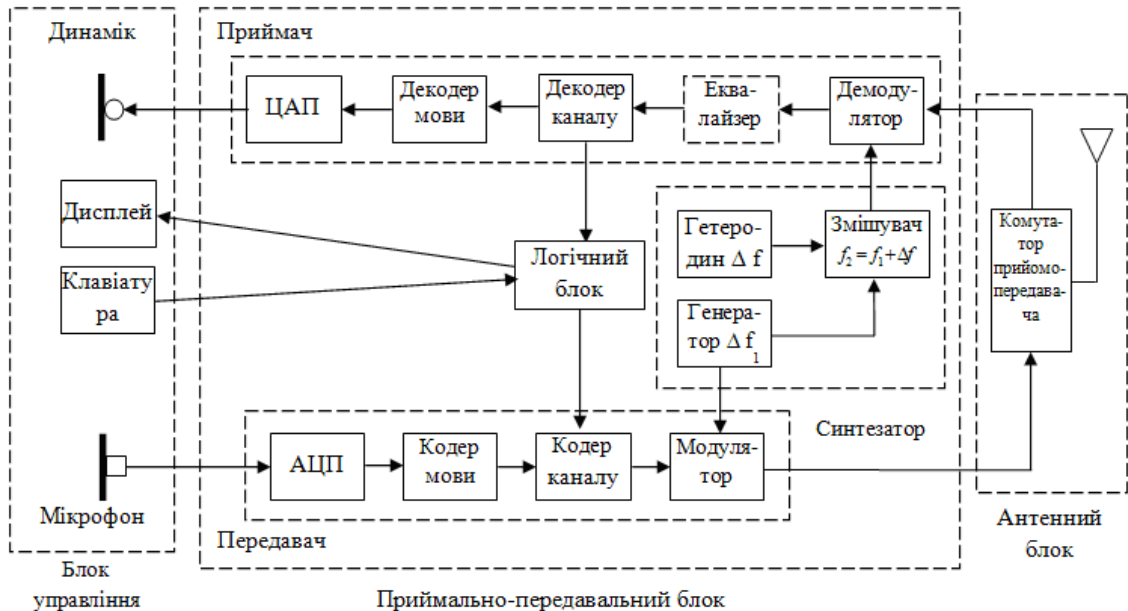 Динамік
Приймач
ЦАП
Декодер
мови
Декодер
каналу
Еква-
лайзер
Демоду-
лятор
Дисплей
Клавіату
ра
Логічний
блок
Гетеро-
дин Δ f
Змішувач
f₂ = f₁ + Δf
Генера-
тор Δ f₁
Комута-
тор
прийомо-
передава-
ча
АЦП
Кодер
мови
Кодер
каналу
Модуля-
тор
Синтезатор
Мікрофон
Передавач
Антенний
блок
Блок
управління
Приймально-передавальний блок